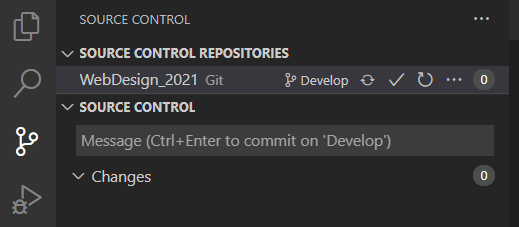 SOURCE CONTROL
SOURCE CONTROL REPOSITORIES
WebDesign_2021 Git Develop 0
SOURCE CONTROL
Message (Ctrl+Enter to commit on 'Develop')
Changes 0